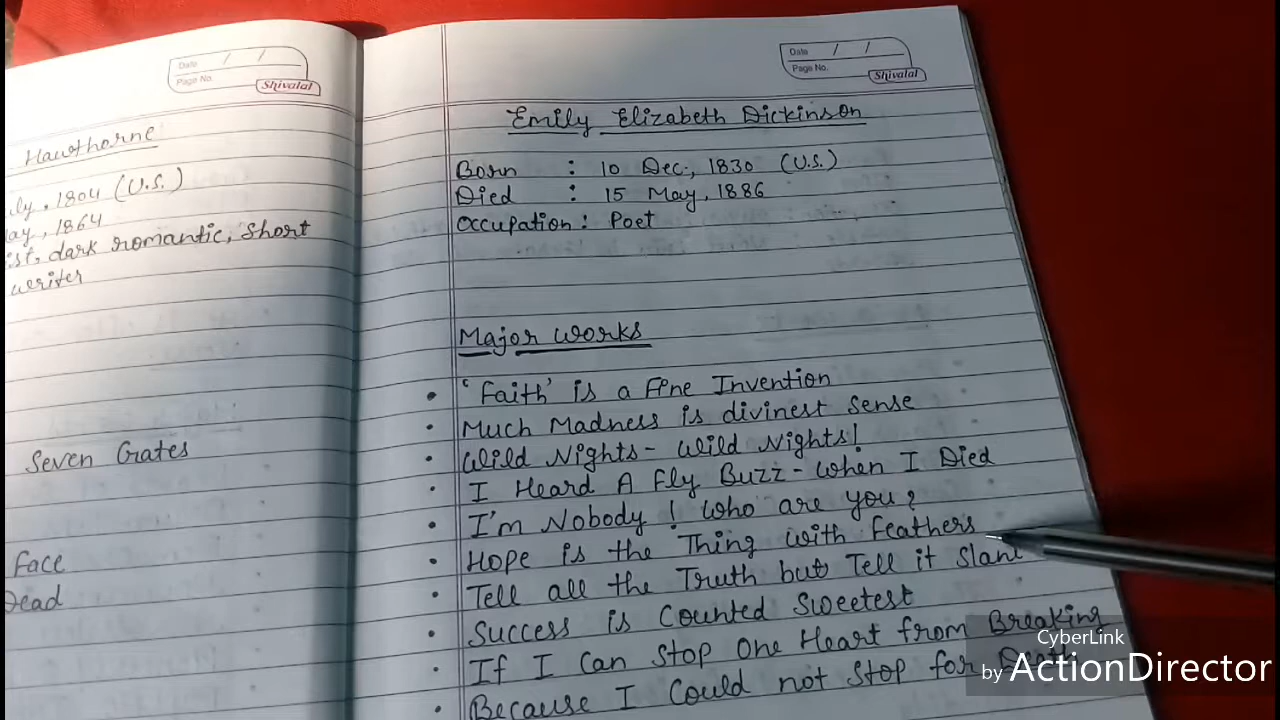 Date / /
Page No.
Shivalal
Hawthorne
uly, 1804 (U.S.)
ay, 1864
ist, dark romantic, Short
writer
Seven Grates
Face
Dead
Date / /
Page No.
Shivalal
Emily Elizabeth Dickinson
Born : 10 Dec., 1830 (U.S.)
Died : 15 May, 1886
Occupation : Poet
Major works
• 'Faith' is a Fine Invention
• Much Madness is divinest Sense
• Wild Nights - Wild Nights!
• I Heard A Fly Buzz - When I Died
• I'm Nobody! Who are you?
• Hope is the Thing with Feathers
• Tell all the Truth but Tell it Slant
• Success is Counted Sweetest
• If I Can Stop One Heart from Breaking
• Because I Could not Stop for Death
CyberLink
by ActionDirector